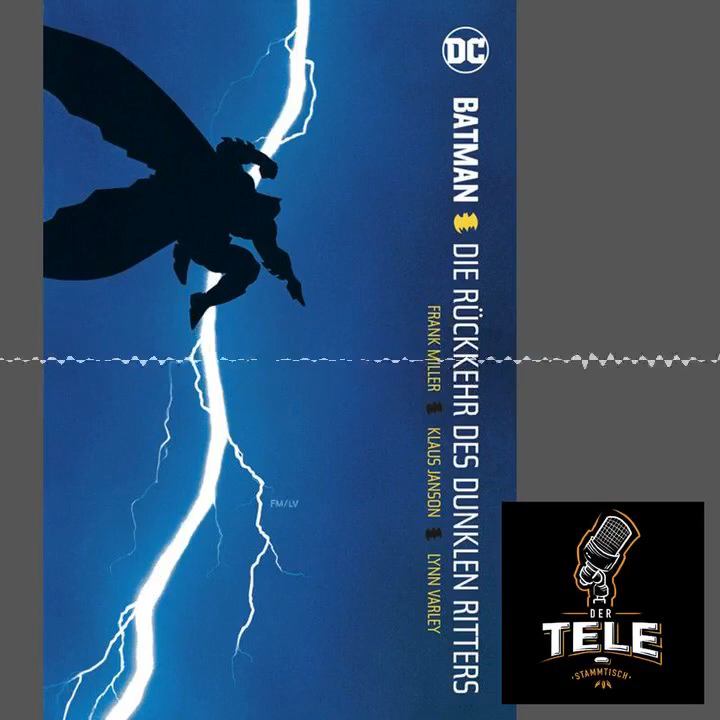 DC
BATMAN DIE RÜCKKEHR DES DUNKLEN RITTERS
FRANK MILLER KLAUS JANSON LYNN VARLEY
FM/LV
DER
TELE
·STAMMTISCH·